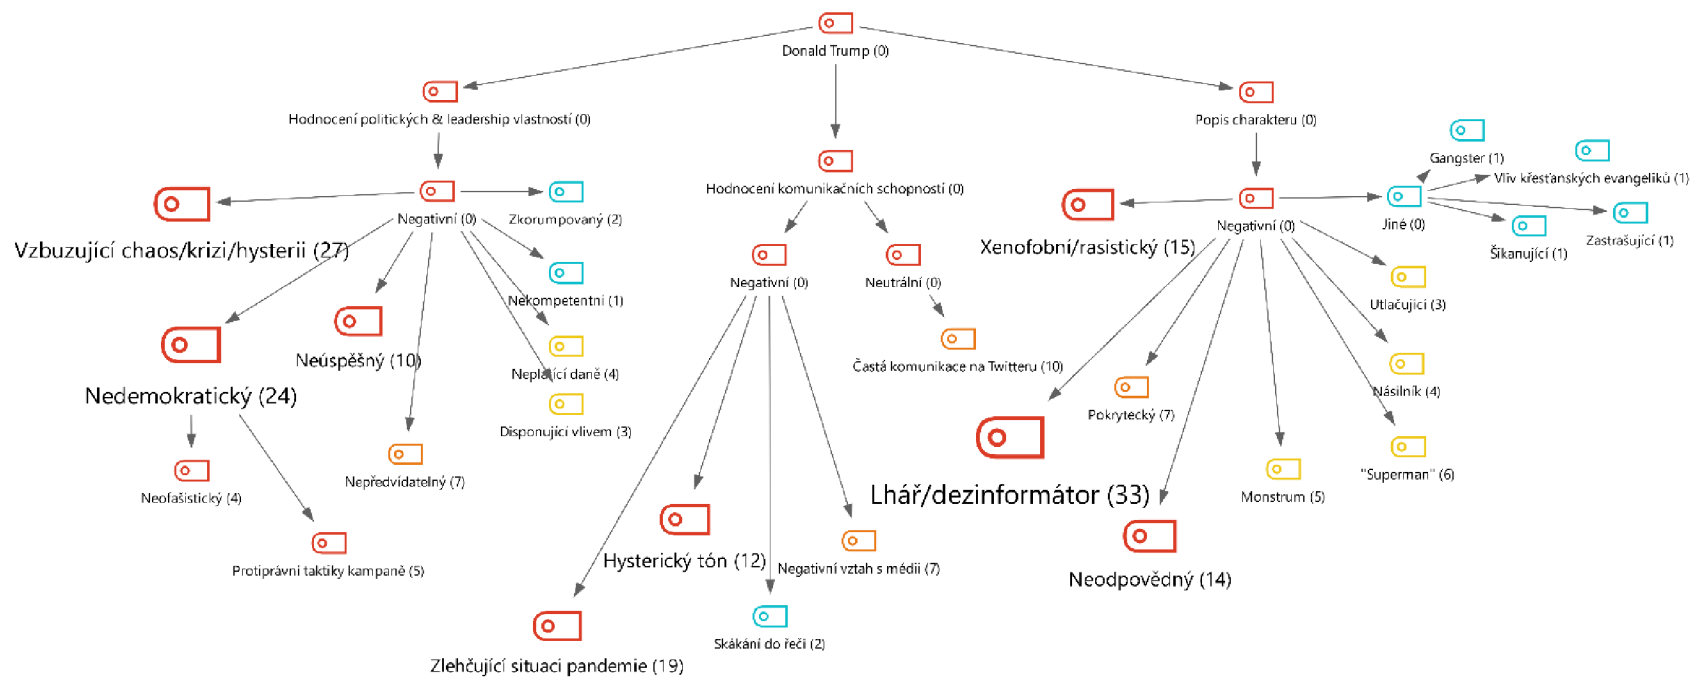 Donald Trump (0)
Hodnocení politických & leadership vlastností (0)
Popis charakteru (0)
Gangster (1)
Vliv křesťanských evangeliků (1)
Hodnocení komunikačních schopností (0)
Negativní (0)
Zkorumpovaný (2)
Vzbuzující chaos/krizi/hysterii (27)
Xenofobní/rasistický (15)
Negativní (0)
Jiné (0)
Šikanující (1)
Zastrašující (1)
Negativní (0)
Neutrální (0)
Nekompetentní (1)
Utlačující (3)
Neúspěšný (10)
Neplatící daně (4)
Častá komunikace na Twitteru (10)
Nedemokratický (24)
Násilník (4)
Pokrytecký (7)
Disponující vlivem (3)
Nepředvídatelný (7)
"Superman" (6)
Neofašistický (4)
Lhář/dezinformátor (33)
Monstrum (5)
Hysterický tón (12)
Negativní vztah s médii (7)
Protiprávní taktiky kampaně (5)
Neodpovědný (14)
Skákání do řeči (2)
Zlehčující situaci pandemie (19)